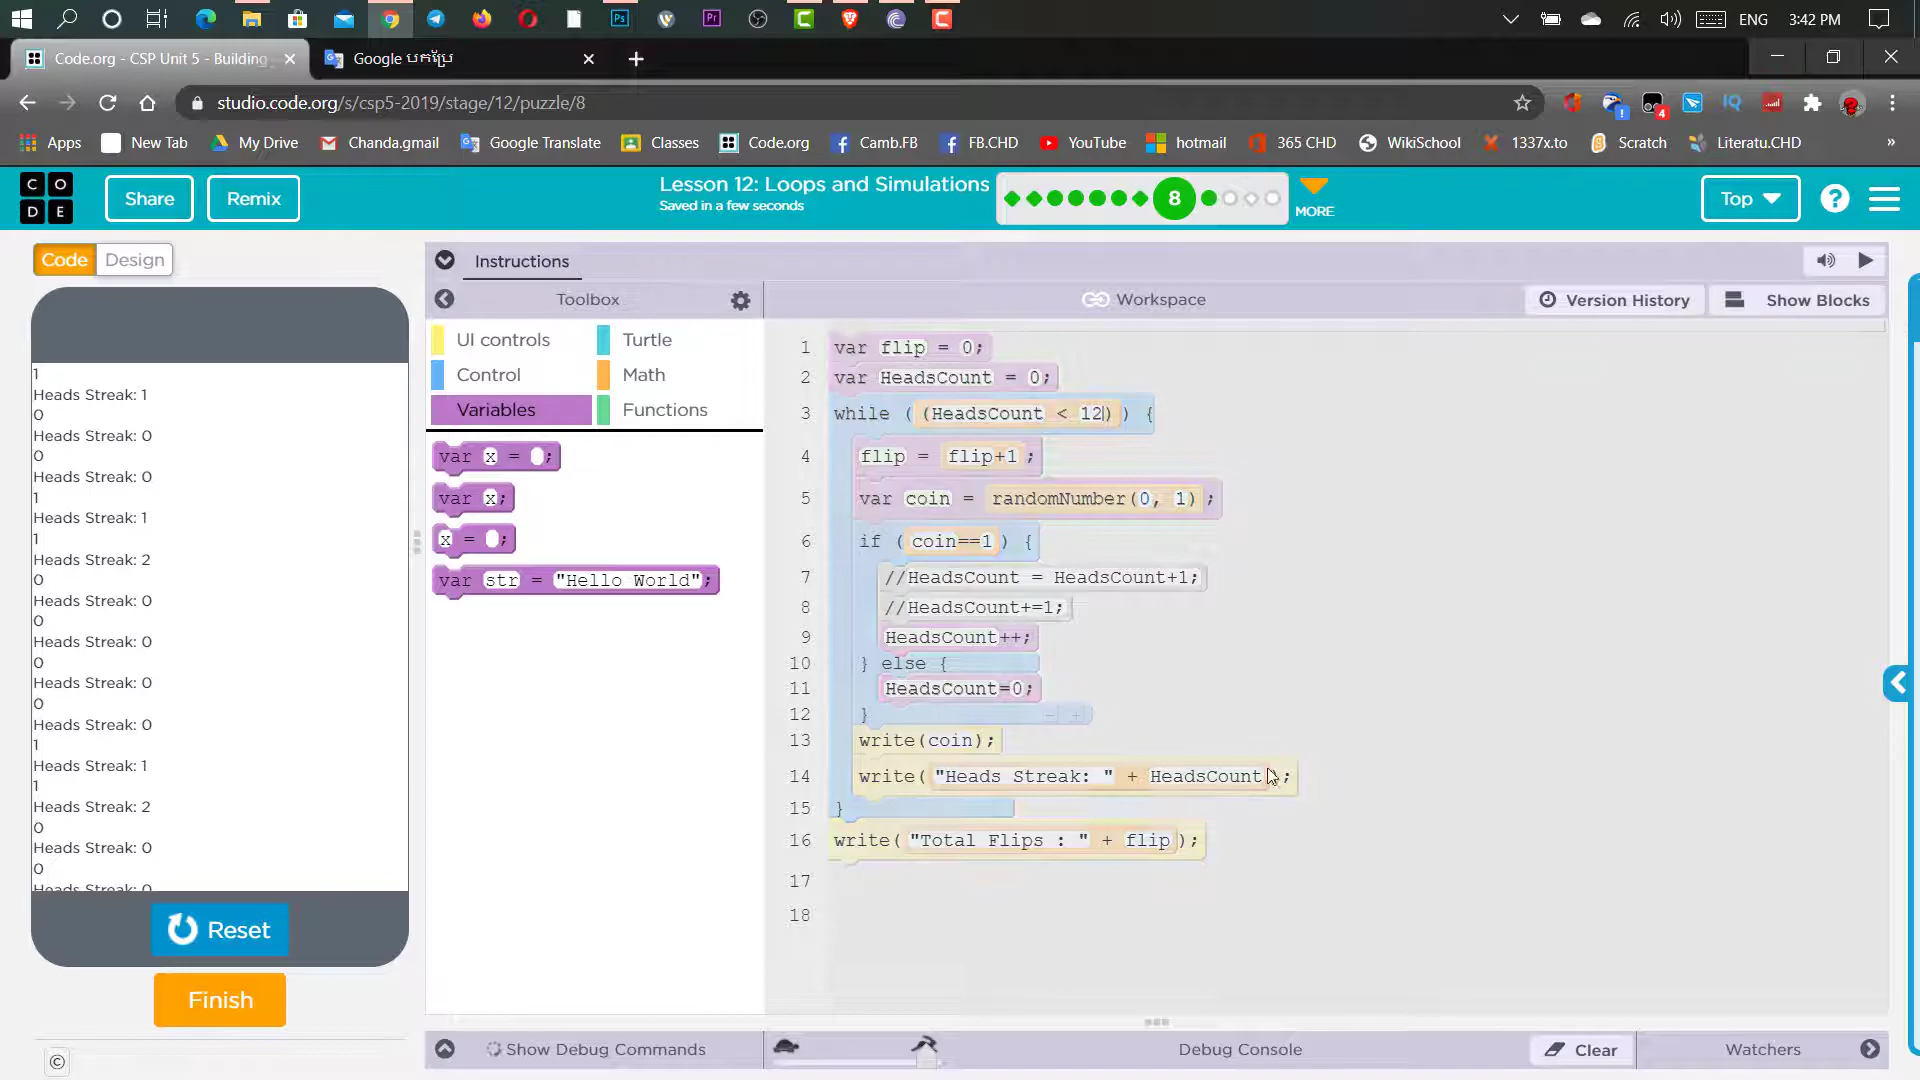 ENG
3:42 PM
Code.org - CSP Unit 5 - Building
Google បកប្រែ
studio.code.org/s/csp5-2019/stage/12/puzzle/8
Apps
New Tab
My Drive
Chanda.gmail
Google Translate
Classes
Code.org
Camb.FB
FB.CHD
YouTube
hotmail
365 CHD
WikiSchool
1337x.to
Scratch
Literatu.CHD
»
CODE
Share
Remix
Lesson 12: Loops and Simulations
Saved in a few seconds
8
MORE
Top
?
Code
Design
Instructions
Toolbox
Workspace
Version History
Show Blocks
UI controls
Turtle
Control
Math
Variables
Functions
var x = ;
var x;
x = ;
var str = "Hello World";
1 var flip = 0;
2 var HeadsCount = 0;
3 while ( (HeadsCount < 12) ) {
4 flip = flip+1 ;
5 var coin = randomNumber(0, 1) ;
6 if ( coin==1 ) {
7 //HeadsCount = HeadsCount+1;
8 //HeadsCount+=1;
9 HeadsCount++;
10 } else {
11 HeadsCount=0;
12 } - +
13 write(coin);
14 write( "Heads Streak: " + HeadsCount );
15 }
16 write( "Total Flips : " + flip );
17
18
1
Heads Streak: 1
0
Heads Streak: 0
0
Heads Streak: 0
1
Heads Streak: 1
1
Heads Streak: 2
0
Heads Streak: 0
0
Heads Streak: 0
0
Heads Streak: 0
0
Heads Streak: 0
1
Heads Streak: 1
1
Heads Streak: 2
0
Heads Streak: 0
0
Heads Streak: 0
Reset
Finish
©
Show Debug Commands
Debug Console
Clear
Watchers